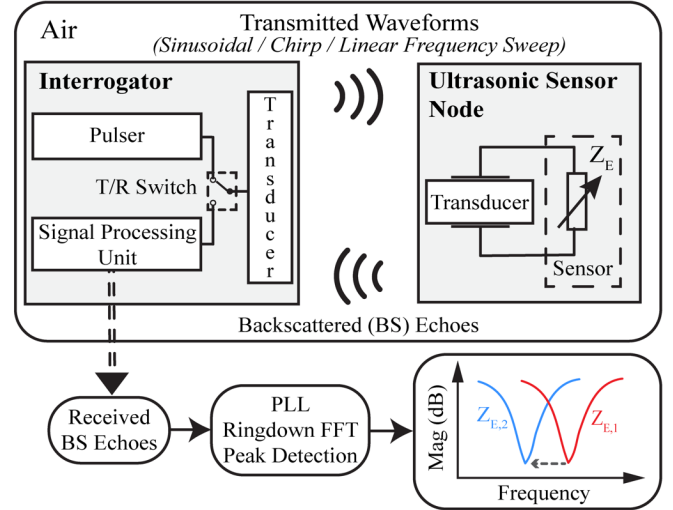 Air
Transmitted Waveforms
(Sinusoidal / Chirp / Linear Frequency Sweep)
Interrogator
Pulser
T/R Switch
Signal Processing
Unit
Transducer
Ultrasonic Sensor
Node
Transducer
Z_E
Sensor
Backscattered (BS) Echoes
Received
BS Echoes
PLL
Ringdown FFT
Peak Detection
Mag (dB)
Z_E,2
Z_E,1
Frequency